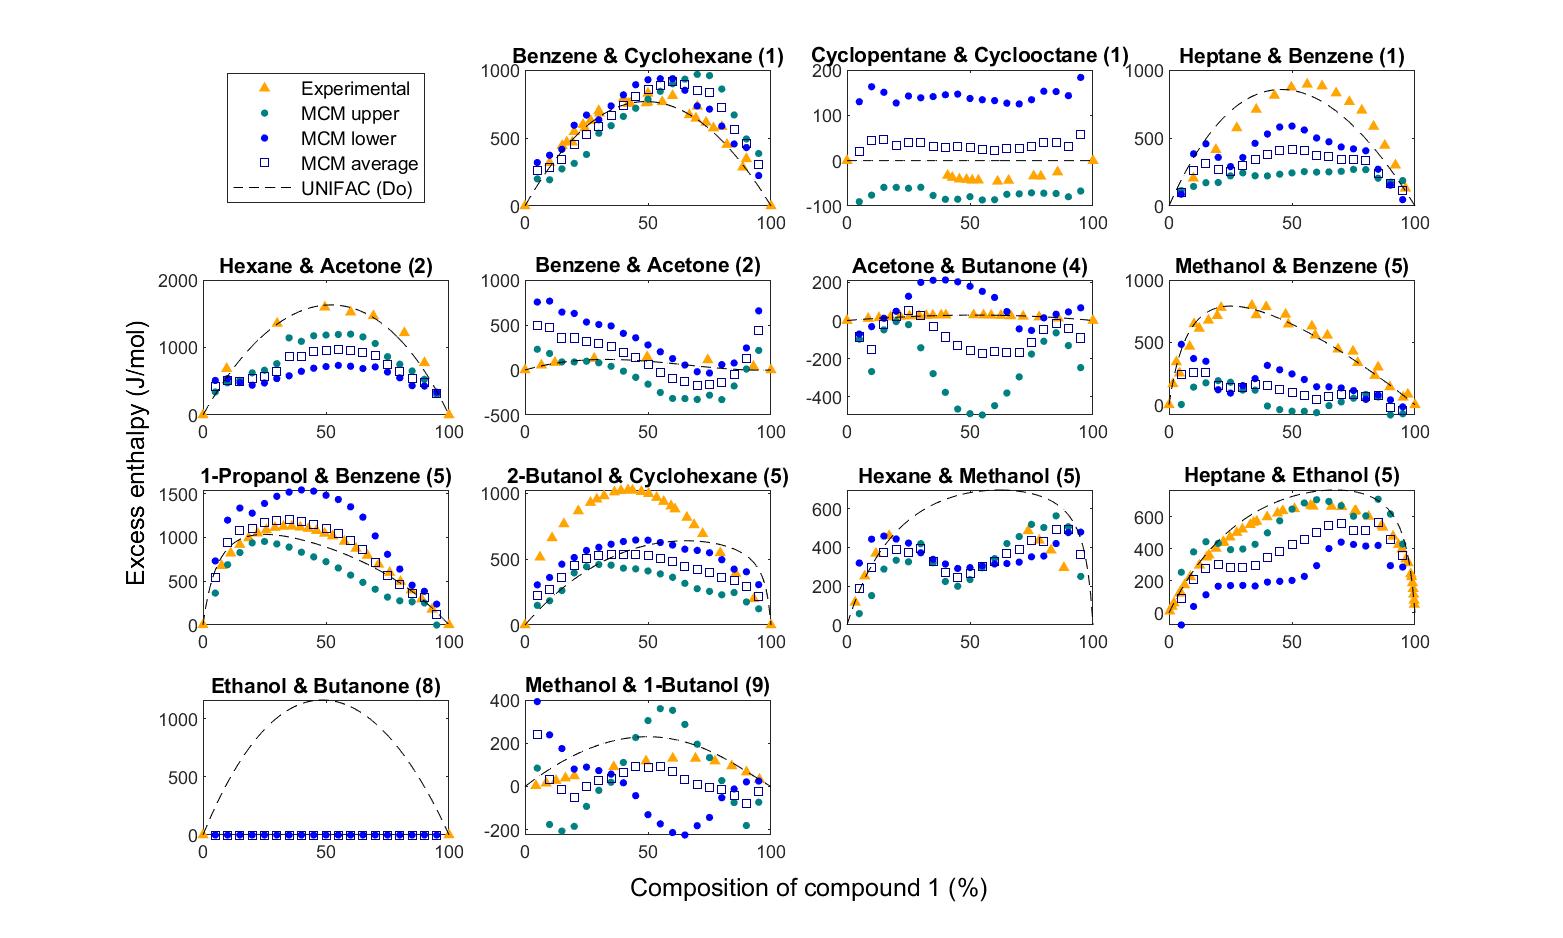 Experimental
MCM upper
MCM lower
MCM average
UNIFAC (Do)
Benzene & Cyclohexane (1)
1000
500
0
0 50 100
Cyclopentane & Cyclooctane (1)
200
100
0
-100
0 50 100
Heptane & Benzene (1)
1000
500
0
0 50 100
Hexane & Acetone (2)
2000
1000
0
0 50 100
Benzene & Acetone (2)
1000
500
0
-500
0 50 100
Acetone & Butanone (4)
200
0
-200
-400
0 50 100
Methanol & Benzene (5)
1000
500
0
0 50 100
1-Propanol & Benzene (5)
1500
1000
500
0
0 50 100
2-Butanol & Cyclohexane (5)
1000
500
0
0 50 100
Hexane & Methanol (5)
600
400
200
0
0 50 100
Heptane & Ethanol (5)
600
400
200
0
0 50 100
Ethanol & Butanone (8)
1000
500
0
0 50 100
Methanol & 1-Butanol (9)
400
200
0
-200
0 50 100
Excess enthalpy (J/mol)
Composition of compound 1 (%)